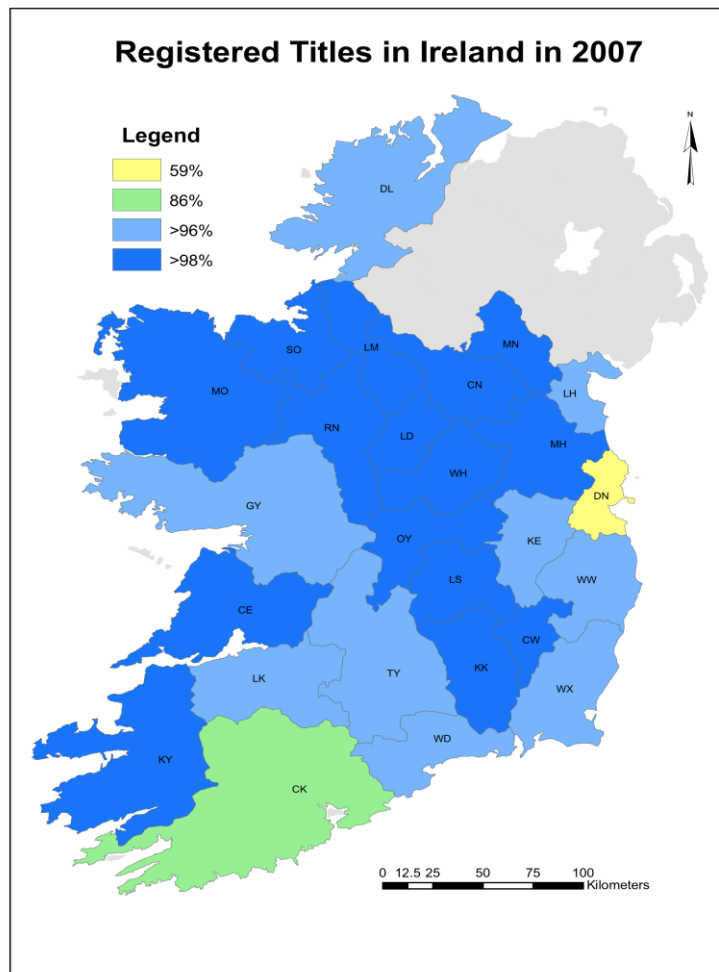 Registered Titles in Ireland in 2007
Legend
59%
86%
>96%
>98%
N
DL
SO
LM
MN
MO
CN
LH
RN
LD
MH
WH
DN
GY
OY
KE
LS
WW
CE
CW
LK
TY
KK
WX
WD
KY
CK
0 12.5 25 50 75 100
Kilometers